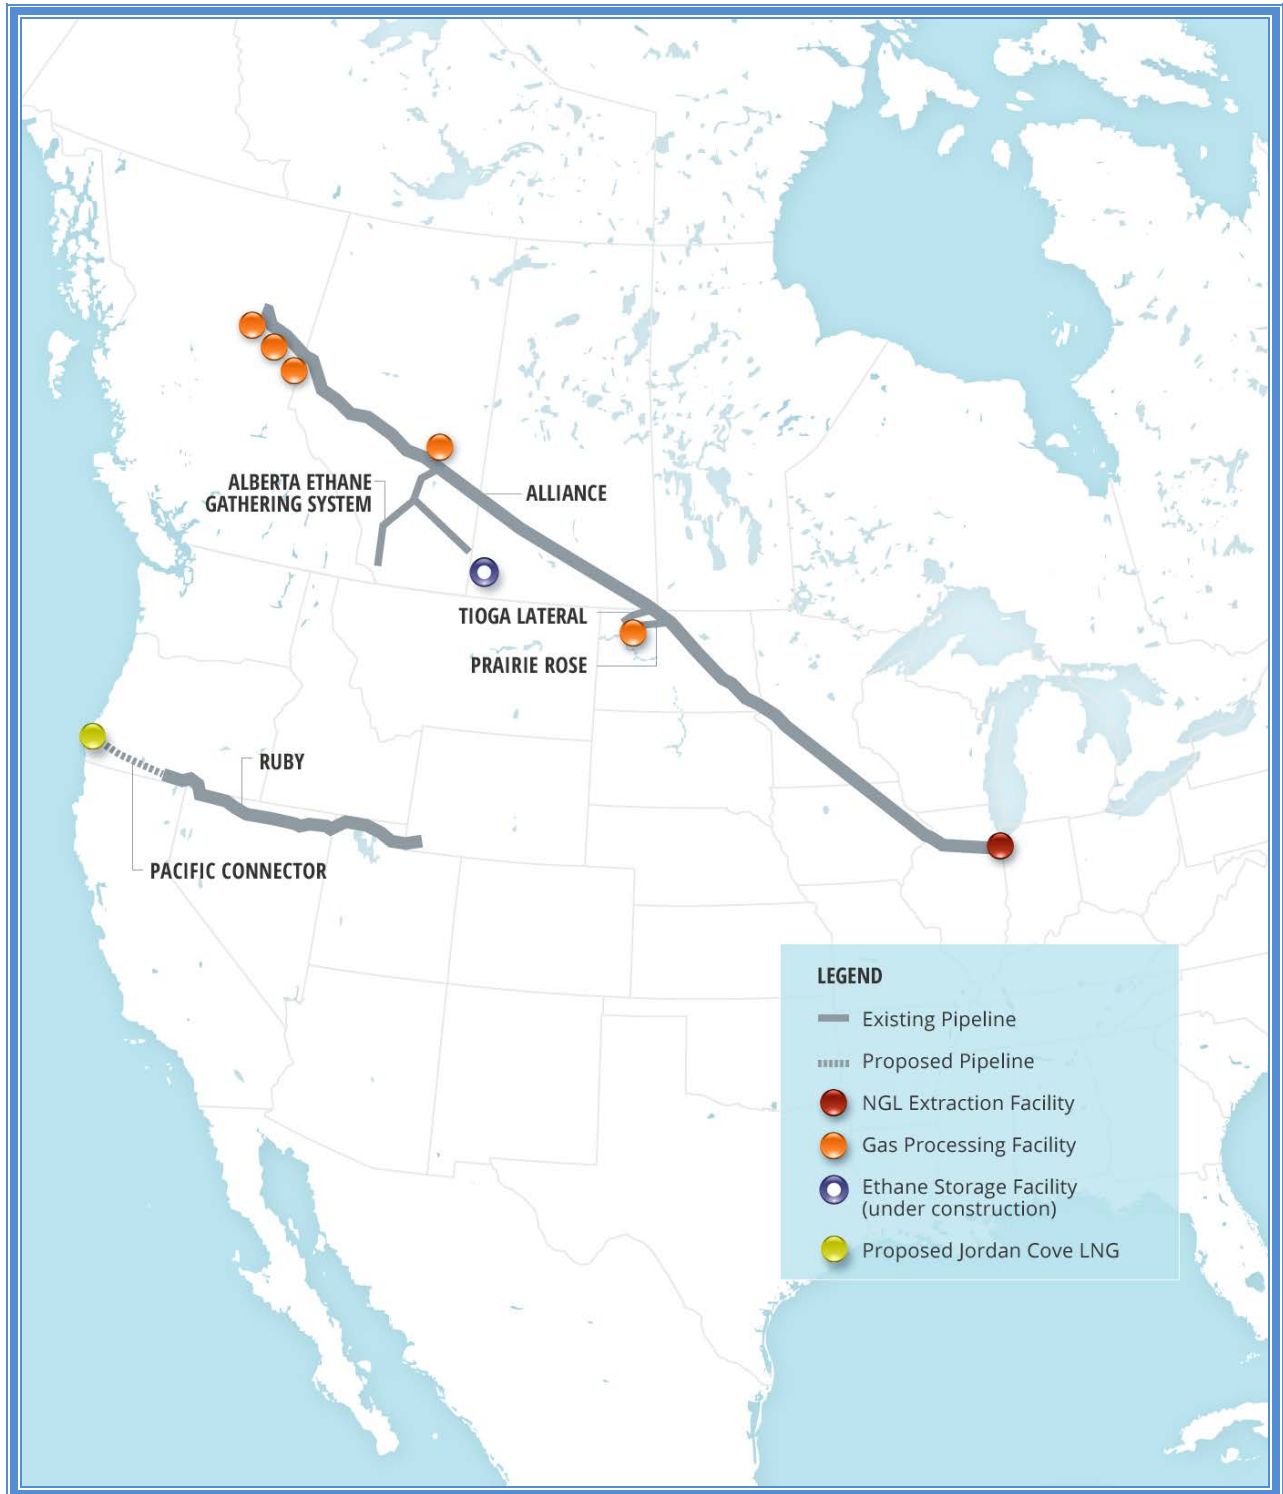 ALBERTA ETHANE
GATHERING SYSTEM
ALLIANCE
TIOGA LATERAL
PRAIRIE ROSE
RUBY
PACIFIC CONNECTOR
LEGEND
Existing Pipeline
Proposed Pipeline
NGL Extraction Facility
Gas Processing Facility
Ethane Storage Facility
(under construction)
Proposed Jordan Cove LNG